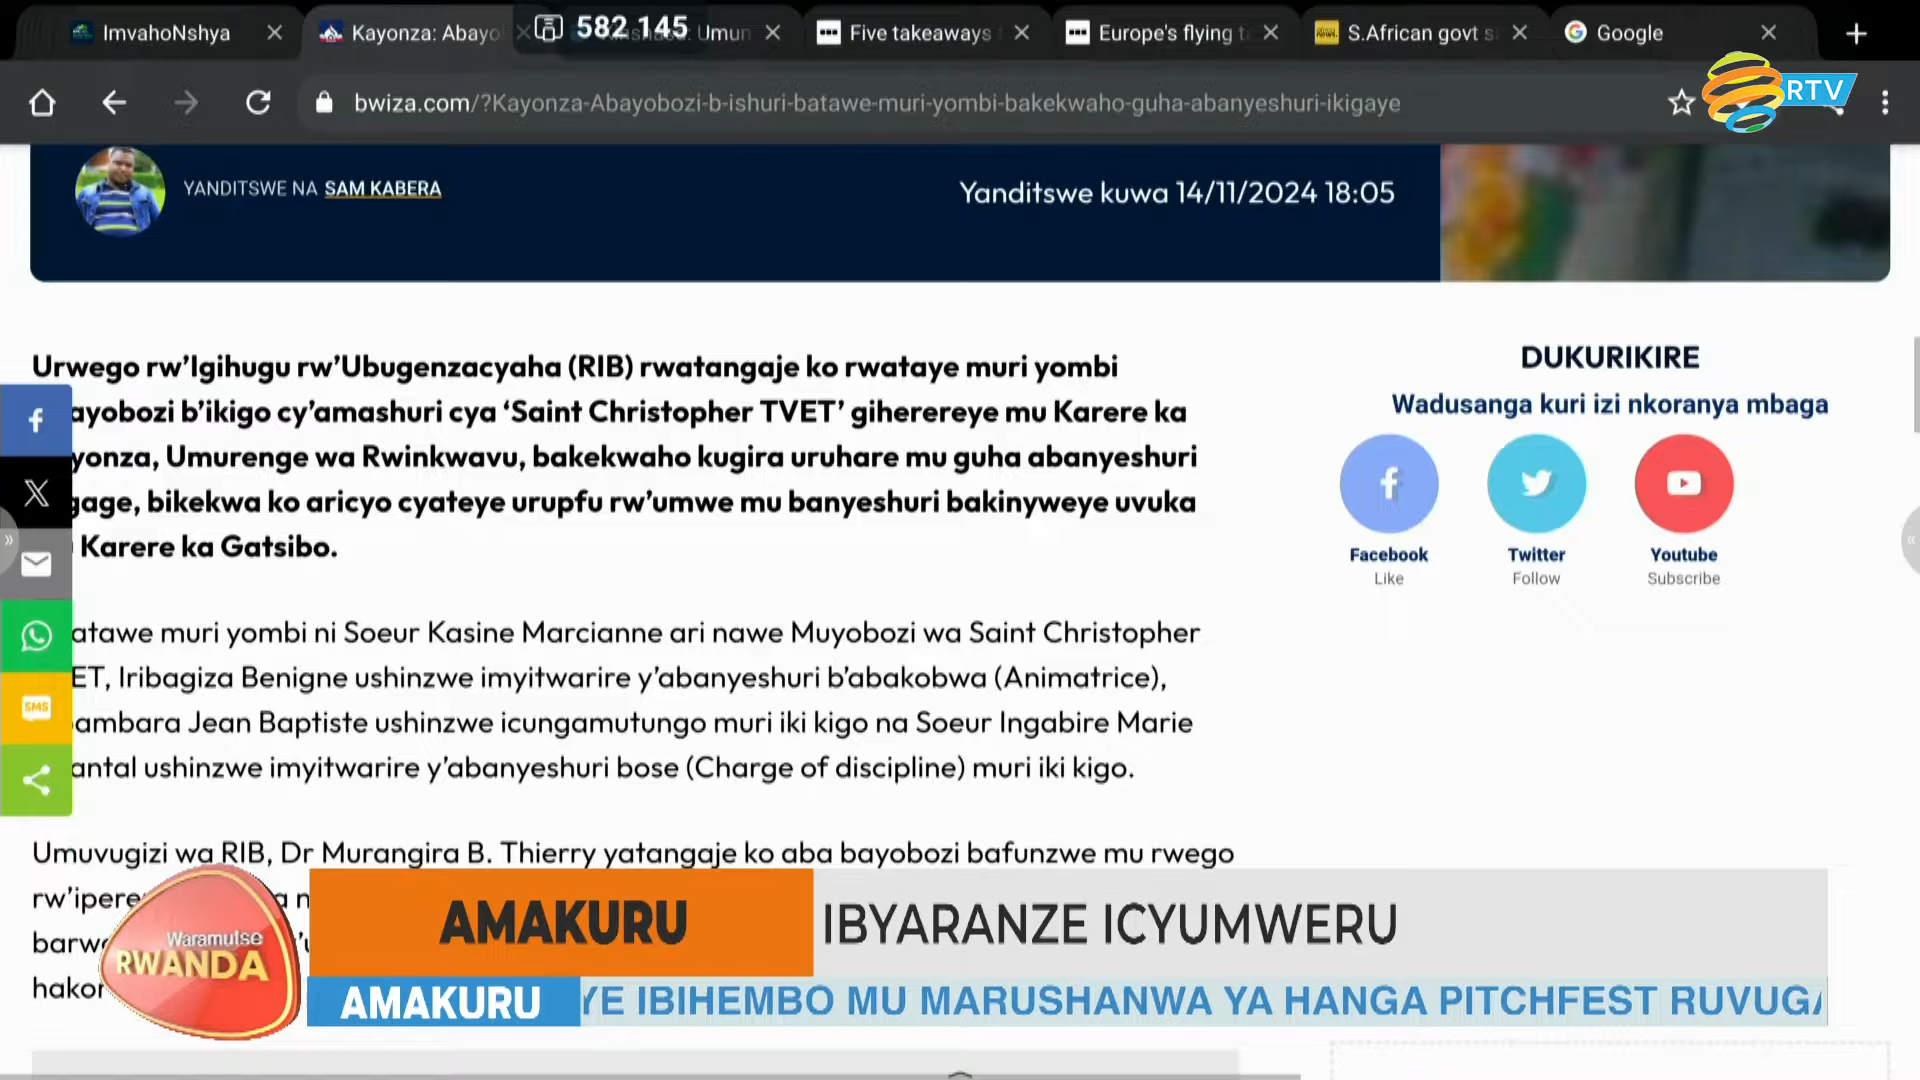 ImvahoNshya
Kayonza: Abayo
582 145
Umun
Five takeaways
Europe's flying t
S.African govt s
Google
bwiza.com/?Kayonza-Abayobozi-b-ishuri-batawe-muri-yombi-bakekwaho-guha-abanyeshuri-ikigaye
RTV
YANDITSWE NA SAM KABERA
Yanditswe kuwa 14/11/2024 18:05
Urwego rw’Igihugu rw’Ubugenzacyaha (RIB) rwatangaje ko rwataye muri yombi
ayobozi b’ikigo cy’amashuri cya ‘Saint Christopher TVET’ giherereye mu Karere ka
yonza, Umurenge wa Rwinkwavu, bakekwaho kugira uruhare mu guha abanyeshuri
gage, bikekwa ko aricyo cyateye urupfu rw’umwe mu banyeshuri bakinyweye uvuka
Karere ka Gatsibo.
atawe muri yombi ni Soeur Kasine Marcianne ari nawe Muyobozi wa Saint Christopher
ET, Iribagiza Benigne ushinzwe imyitwarire y’abanyeshuri b’abakobwa (Animatrice),
ambara Jean Baptiste ushinzwe icungamutungo muri iki kigo na Soeur Ingabire Marie
antal ushinzwe imyitwarire y’abanyeshuri bose (Charge of discipline) muri iki kigo.
Umuvugizi wa RIB, Dr Murangira B. Thierry yatangaje ko aba bayobozi bafunzwe mu rwego
rw’ipere
barw
hakor
DUKURIKIRE
Wadusanga kuri izi nkoranya mbaga
Facebook
Like
Twitter
Follow
Youtube
Subscribe
SMS
Waramutse
RWANDA
AMAKURU
IBYARANZE ICYUMWERU
AMAKURU
YE IBIHEMBO MU MARUSHANWA YA HANGA PITCHFEST RUVUGA